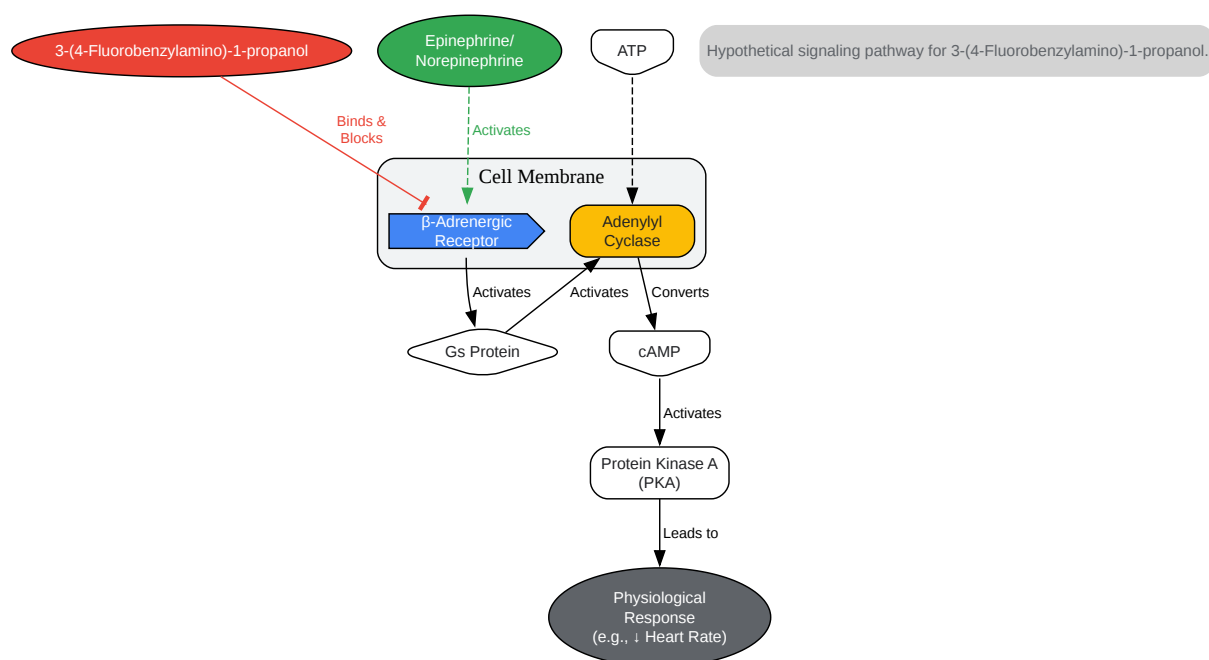 3-(4-Fluorobenzylamino)-1-propanol
Epinephrine/
Norepinephrine
ATP
Hypothetical signaling pathway for 3-(4-Fluorobenzylamino)-1-propanol.
Binds &
Blocks
Activates
Cell Membrane
β-Adrenergic
Receptor
Adenylyl
Cyclase
Activates
Activates
Converts
Gs Protein
cAMP
Activates
Protein Kinase A
(PKA)
Leads to
Physiological
Response
(e.g., ↓ Heart Rate)